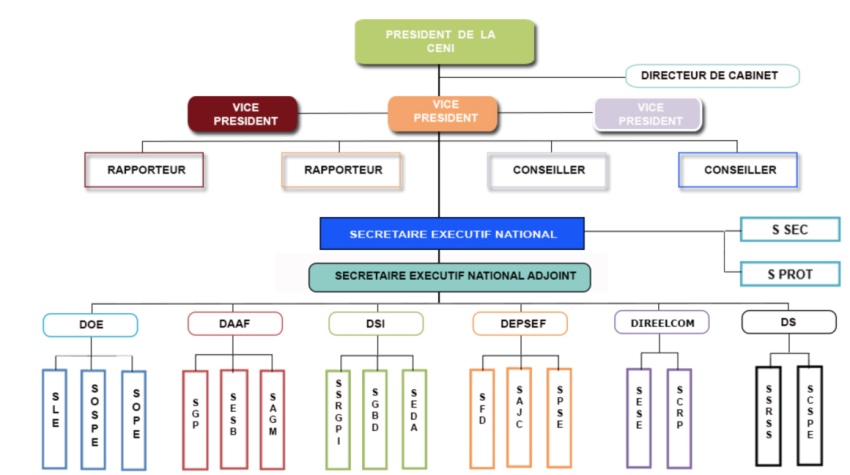 PRESIDENT DE LA
CENI
DIRECTEUR DE CABINET
VICE
PRESIDENT
VICE
PRESIDENT
VICE
PRESIDENT
RAPPORTEUR
RAPPORTEUR
CONSEILLER
CONSEILLER
SECRETAIRE EXECUTIF NATIONAL
S SEC
SECRETAIRE EXECUTIF NATIONAL ADJOINT
S PROT
DOE
DAAF
DSI
DEPSEF
DIREELCOM
DS
SLE
SOSPE
SOPE
SGP
SESB
SAGM
SSRGPI
SGBD
SEDA
SFD
SAJC
SPSE
SESE
SCRP
SSRSS
SCSPE